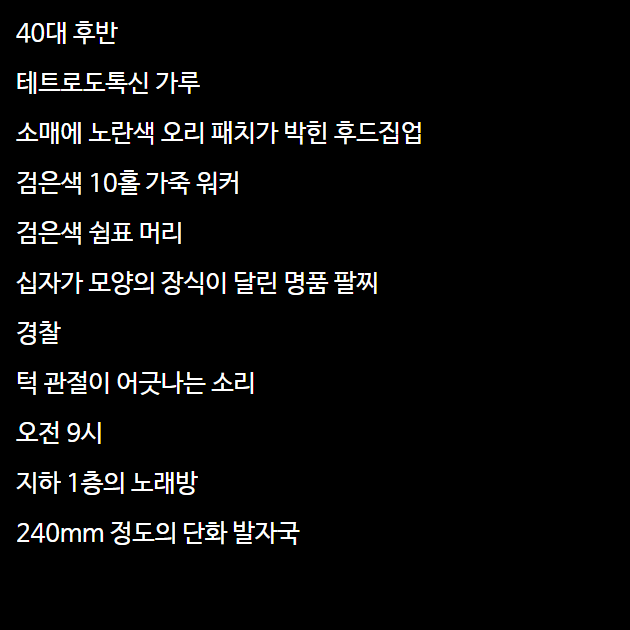 40대 후반
테트로도톡신 가루
소매에 노란색 오리 패치가 박힌 후드집업
검은색 10홀 가죽 워커
검은색 쉼표 머리
십자가 모양의 장식이 달린 명품 팔찌
경찰
턱 관절이 어긋나는 소리
오전 9시
지하 1층의 노래방
240mm 정도의 단화 발자국